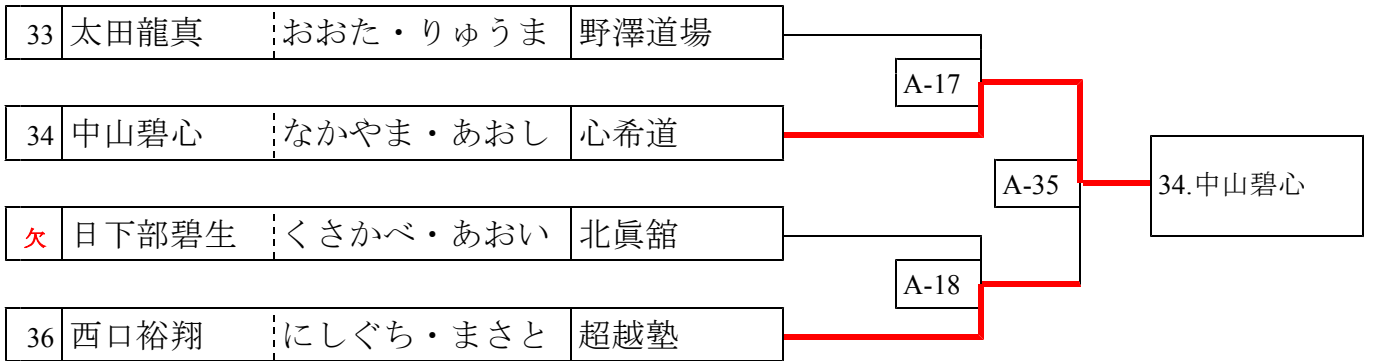 33 太田龍真 おおた・りゅうま 野澤道場
A-17
34 中山碧心 なかやま・あおし 心希道
A-35 34.中山碧心
欠 日下部碧生 くさかべ・あおい 北眞舘
A-18
36 西口裕翔 にしぐち・まさと 超越塾